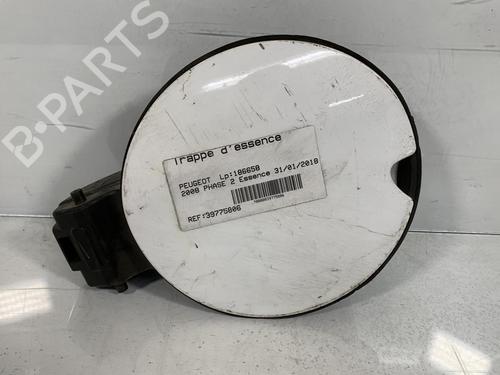 B-PARTS
Trappe d'essence
PEUGEOT Lp:186658
2008 PHASE 2 Essence 31/01/2018
REF:39775806